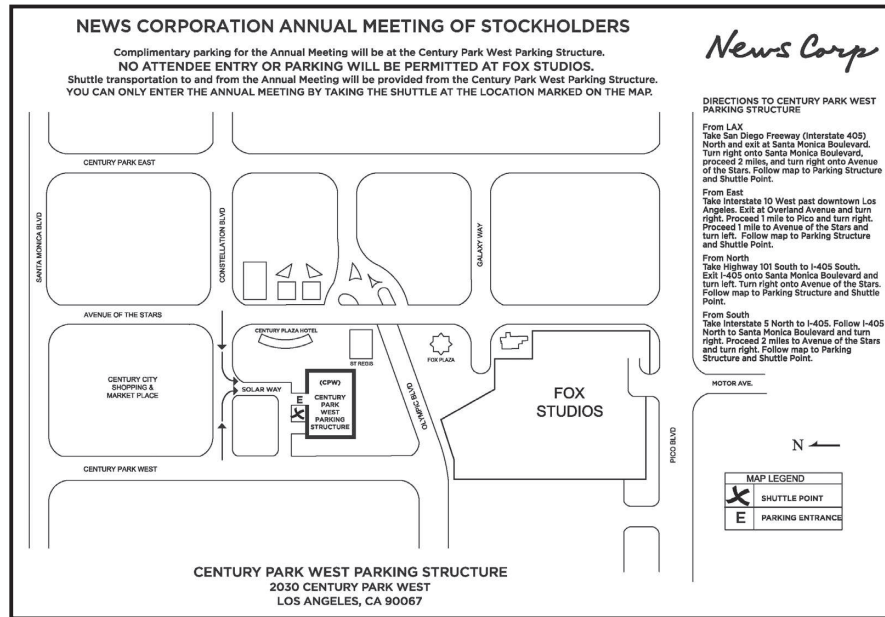 NEWS CORPORATION ANNUAL MEETING OF STOCKHOLDERS
Complimentary parking for the Annual Meeting will be at the Century Park West Parking Structure.
NO ATTENDEE ENTRY OR PARKING WILL BE PERMITTED AT FOX STUDIOS.
Shuttle transportation to and from the Annual Meeting will be provided from the Century Park West Parking Structure.
YOU CAN ONLY ENTER THE ANNUAL MEETING BY TAKING THE SHUTTLE AT THE LOCATION MARKED ON THE MAP.
News Corp
DIRECTIONS TO CENTURY PARK WEST
PARKING STRUCTURE
From LAX
Take San Diego Freeway (Interstate 405)
North and exit at Santa Monica Boulevard.
Turn right onto Santa Monica Boulevard,
proceed 2 miles, and turn right onto Avenue
of the Stars. Follow map to Parking Structure
and Shuttle Point.
From East
Take Interstate 10 West past downtown Los
Angeles. Exit at Overland Avenue and turn
right. Proceed 1 mile to Pico and turn right.
Proceed 1 mile to Avenue of the Stars and
turn left. Follow map to Parking Structure
and Shuttle Point.
From North
Take Highway 101 South to I-405 South.
Exit I-405 onto Santa Monica Boulevard and
turn left. Turn right onto Avenue of the Stars.
Follow map to Parking Structure and Shuttle
Point.
From South
Take Interstate 5 North to I-405. Follow I-405
North to Santa Monica Boulevard and turn
right. Proceed 2 miles to Avenue of the Stars
and turn right. Follow map to Parking
Structure and Shuttle Point.
CENTURY PARK EAST
SANTA MONICA BLVD
CONSTELLATION BLVD
GALAXY WAY
AVENUE OF THE STARS
CENTURY PLAZA HOTEL
ST REGIS
FOX PLAZA
CENTURY CITY
SHOPPING &
MARKET PLACE
SOLAR WAY
E
(CPW)
CENTURY
PARK
WEST
PARKING
STRUCTURE
OLYMPIC BLVD
FOX
STUDIOS
MOTOR AVE.
PICO BLVD
CENTURY PARK WEST
N
MAP LEGEND
SHUTTLE POINT
E PARKING ENTRANCE
CENTURY PARK WEST PARKING STRUCTURE
2030 CENTURY PARK WEST
LOS ANGELES, CA 90067